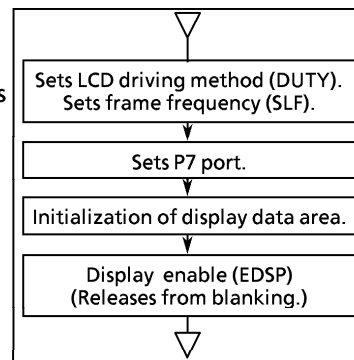 Sets LCD driving method (DUTY).
s Sets frame frequency (SLF).
Sets P7 port.
Initialization of display data area.
Display enable (EDSP)
(Releases from blanking.)